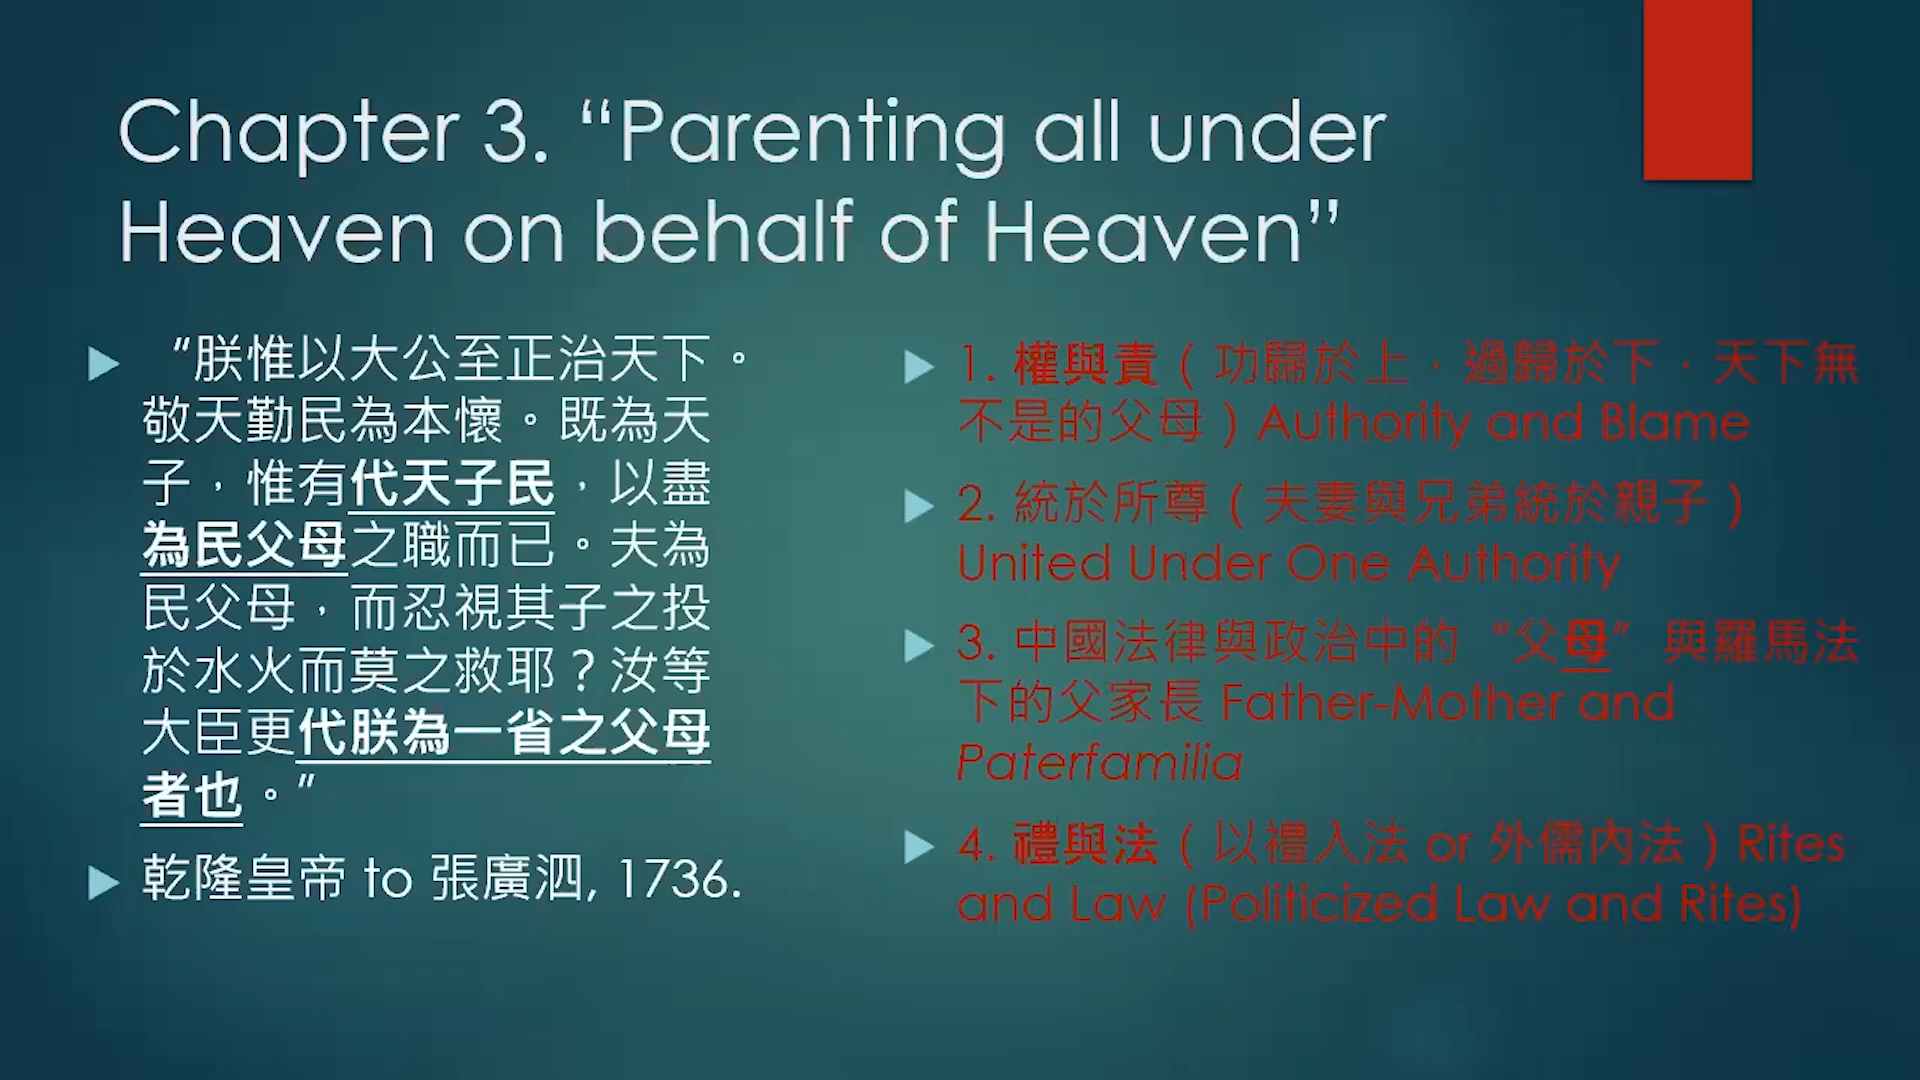 Chapter 3. “Parenting all under
Heaven on behalf of Heaven”
“朕惟以大公至正治天下。
敬天勤民為本懷。既為天
子，惟有代天子民，以盡
為民父母之職而已。夫為
民父母，而忍視其子之投
於水火而莫之救耶？汝等
大臣更代朕為一省之父母
者也。”
乾隆皇帝 to 張廣泗, 1736.
1. 權與責（功歸於上，過歸於下．天下無
不是的父母）Authority and Blame
2. 統於所尊（夫妻與兄弟統於親子）
United Under One Authority
3. 中國法律與政治中的 “父母” 與羅馬法
下的父家長 Father-Mother and
Paterfamilia
4. 禮與法（以禮入法 or 外儒內法）Rites
and Law (Politicized Law and Rites)